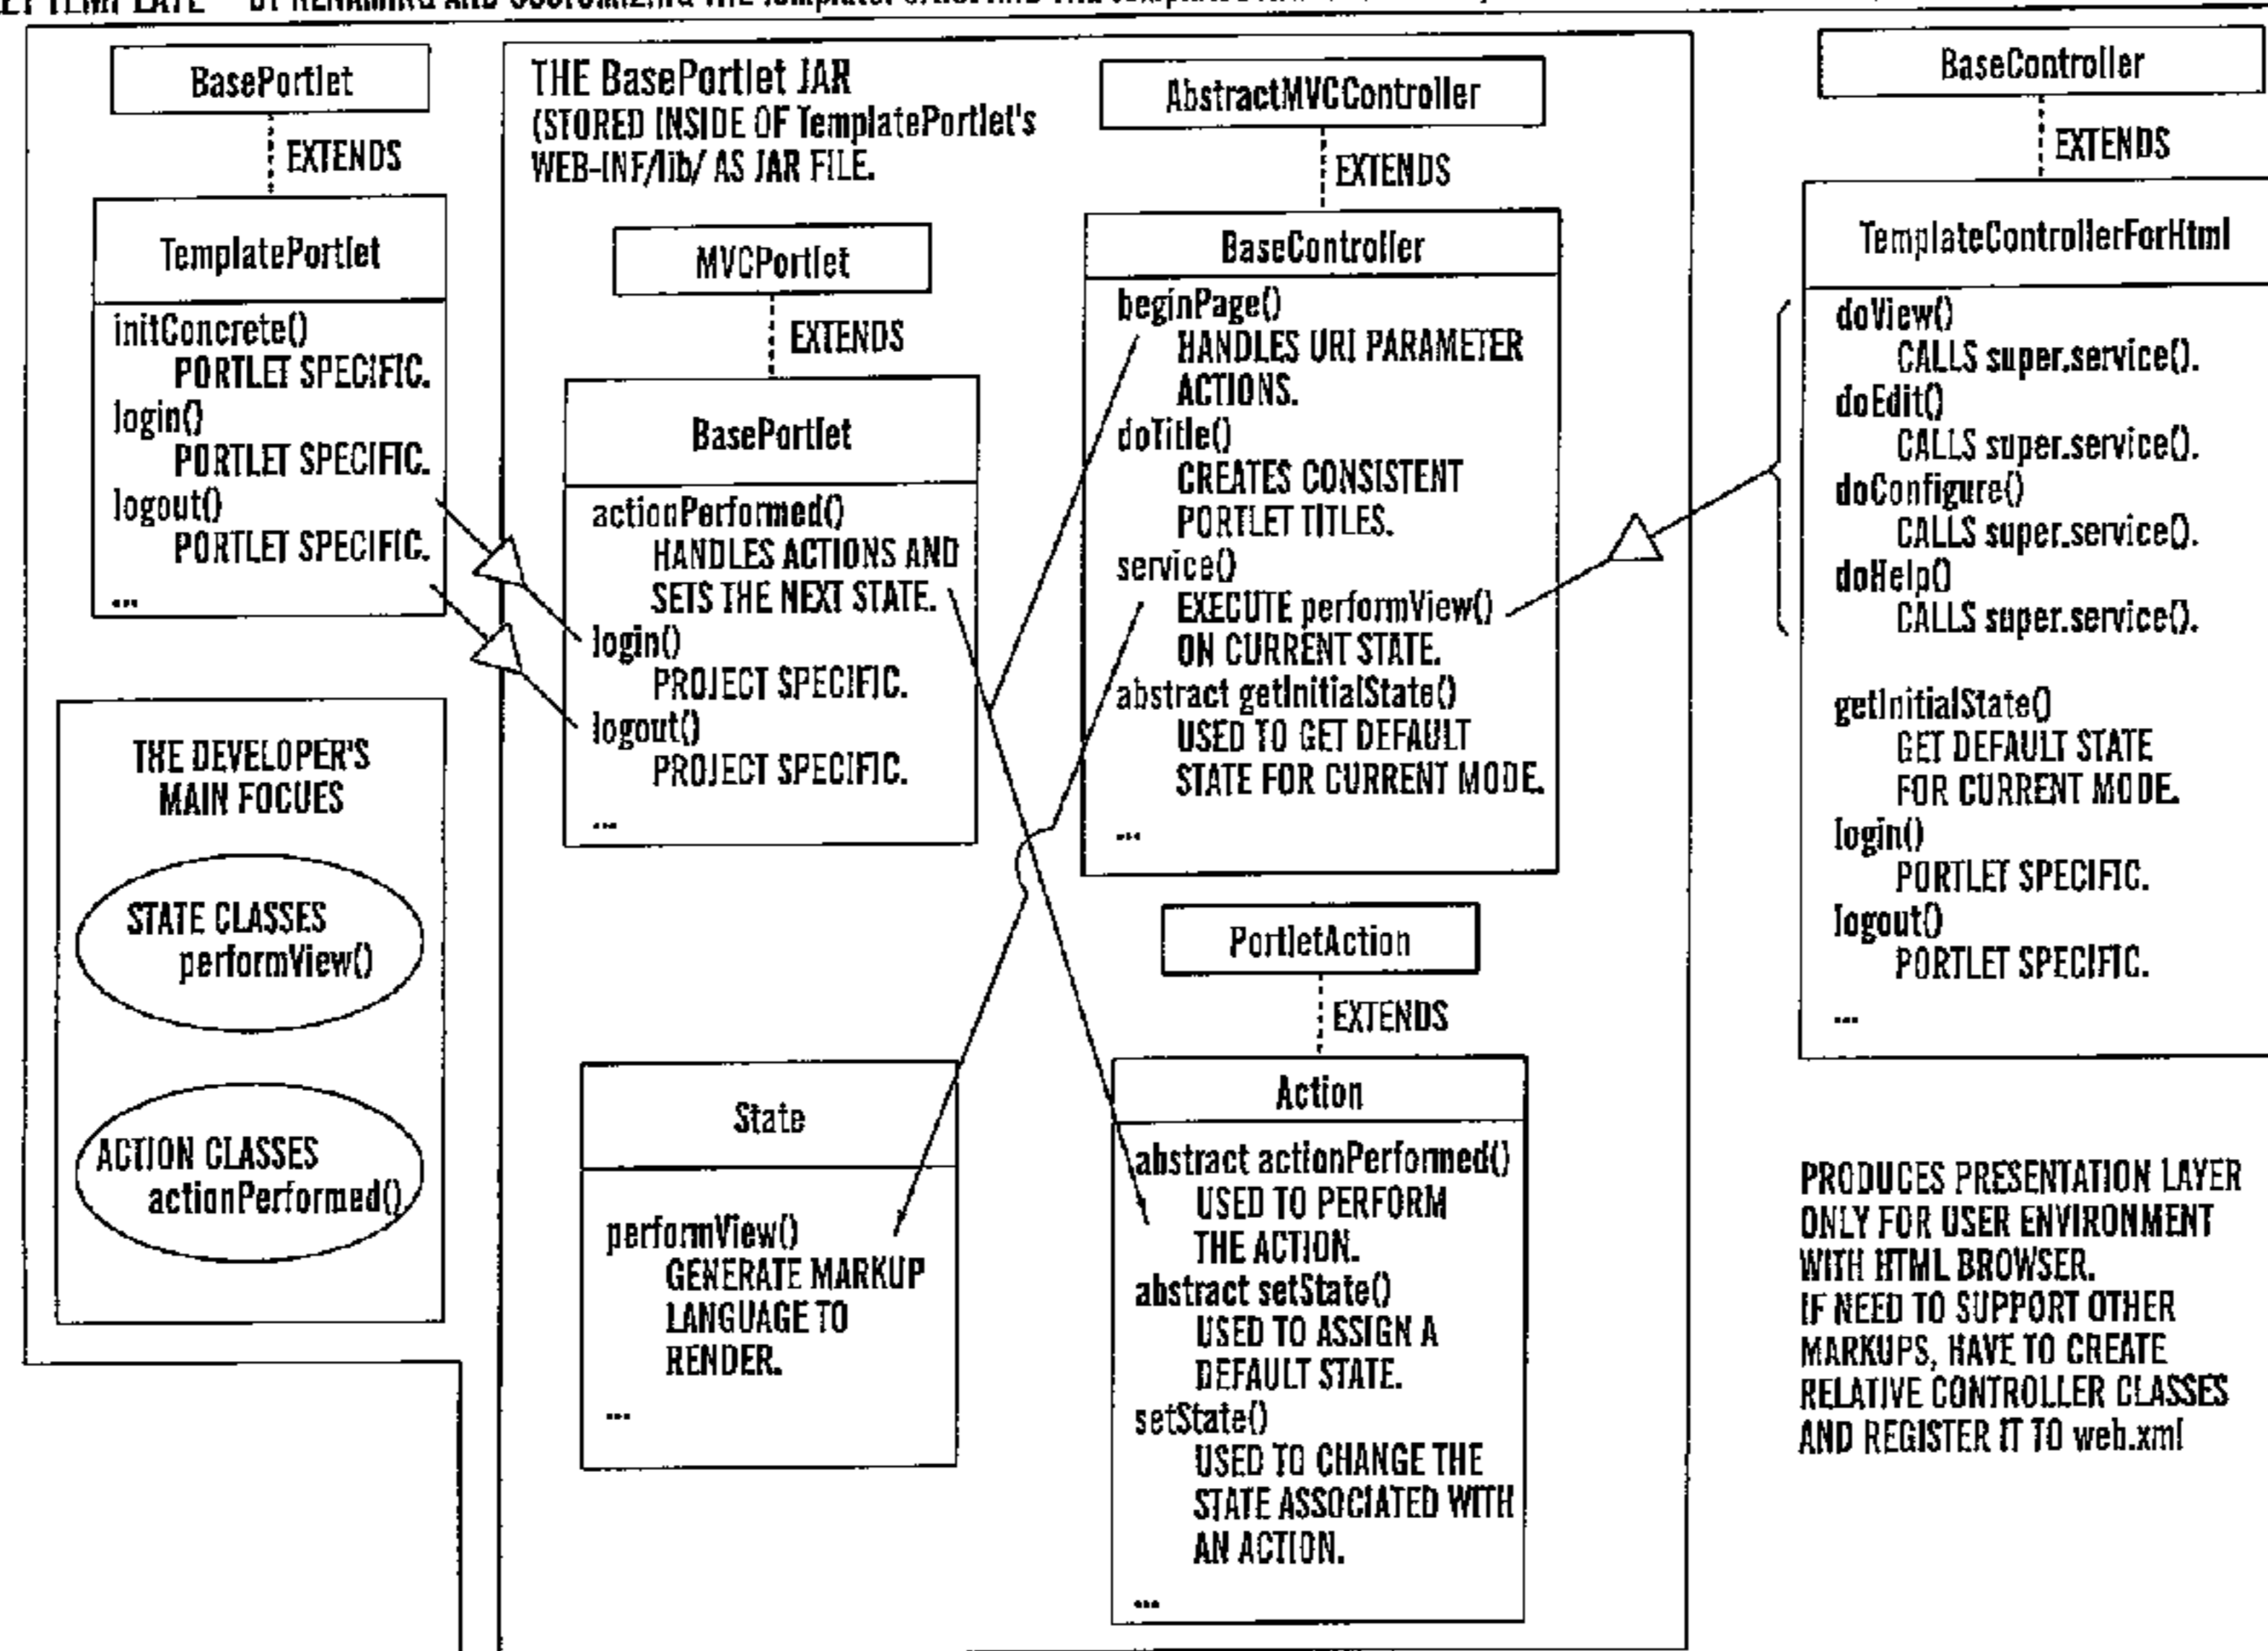 BY RENAMING AND CUSTOMIZING THE
BasePortlet
EXTENDS
TemplatePortlet
initConcrete()
PORTLET SPECIFIC.
login()
PORTLET SPECIFIC.
logout()
PORTLET SPECIFIC.
...
THE DEVELOPER'S
MAIN FOCUES
STATE CLASSES
performView()
ACTION CLASSES
actionPerformed()
THE BasePortlet JAR
(STORED INSIDE OF TemplatePortlet's
WEB-INF/lib/ AS JAR FILE.
MVCPortlet
EXTENDS
BasePortlet
actionPerformed()
HANDLES ACTIONS AND
SETS THE NEXT STATE.
login()
PROJECT SPECIFIC.
logout()
PROJECT SPECIFIC.
...
State
performView()
GENERATE MARKUP
LANGUAGE TO
RENDER.
...
AbstractMVCController
EXTENDS
BaseController
beginPage()
HANDLES URI PARAMETER
ACTIONS.
doTitle()
CREATES CONSISTENT
PORTLET TITLES.
service()
EXECUTE performView()
ON CURRENT STATE.
abstract getInitialState()
USED TO GET DEFAULT
STATE FOR CURRENT MODE.
...
PortletAction
EXTENDS
Action
abstract actionPerformed()
USED TO PERFORM
THE ACTION.
abstract setState()
USED TO ASSIGN A
DEFAULT STATE.
setState()
USED TO CHANGE THE
STATE ASSOCIATED WITH
AN ACTION.
...
BaseController
EXTENDS
TemplateControllerForHtml
doView()
CALLS super.service().
doEdit()
CALLS super.service().
doConfigure()
CALLS super.service().
doHelp()
CALLS super.service().
getInitialState()
GET DEFAULT STATE
FOR CURRENT MODE.
login()
PORTLET SPECIFIC.
logout()
PORTLET SPECIFIC.
...
PRODUCES PRESENTATION LAYER
ONLY FOR USER ENVIRONMENT
WITH HTML BROWSER.
IF NEED TO SUPPORT OTHER
MARKUPS, HAVE TO CREATE
RELATIVE CONTROLLER CLASSES
AND REGISTER IT TO web.xml